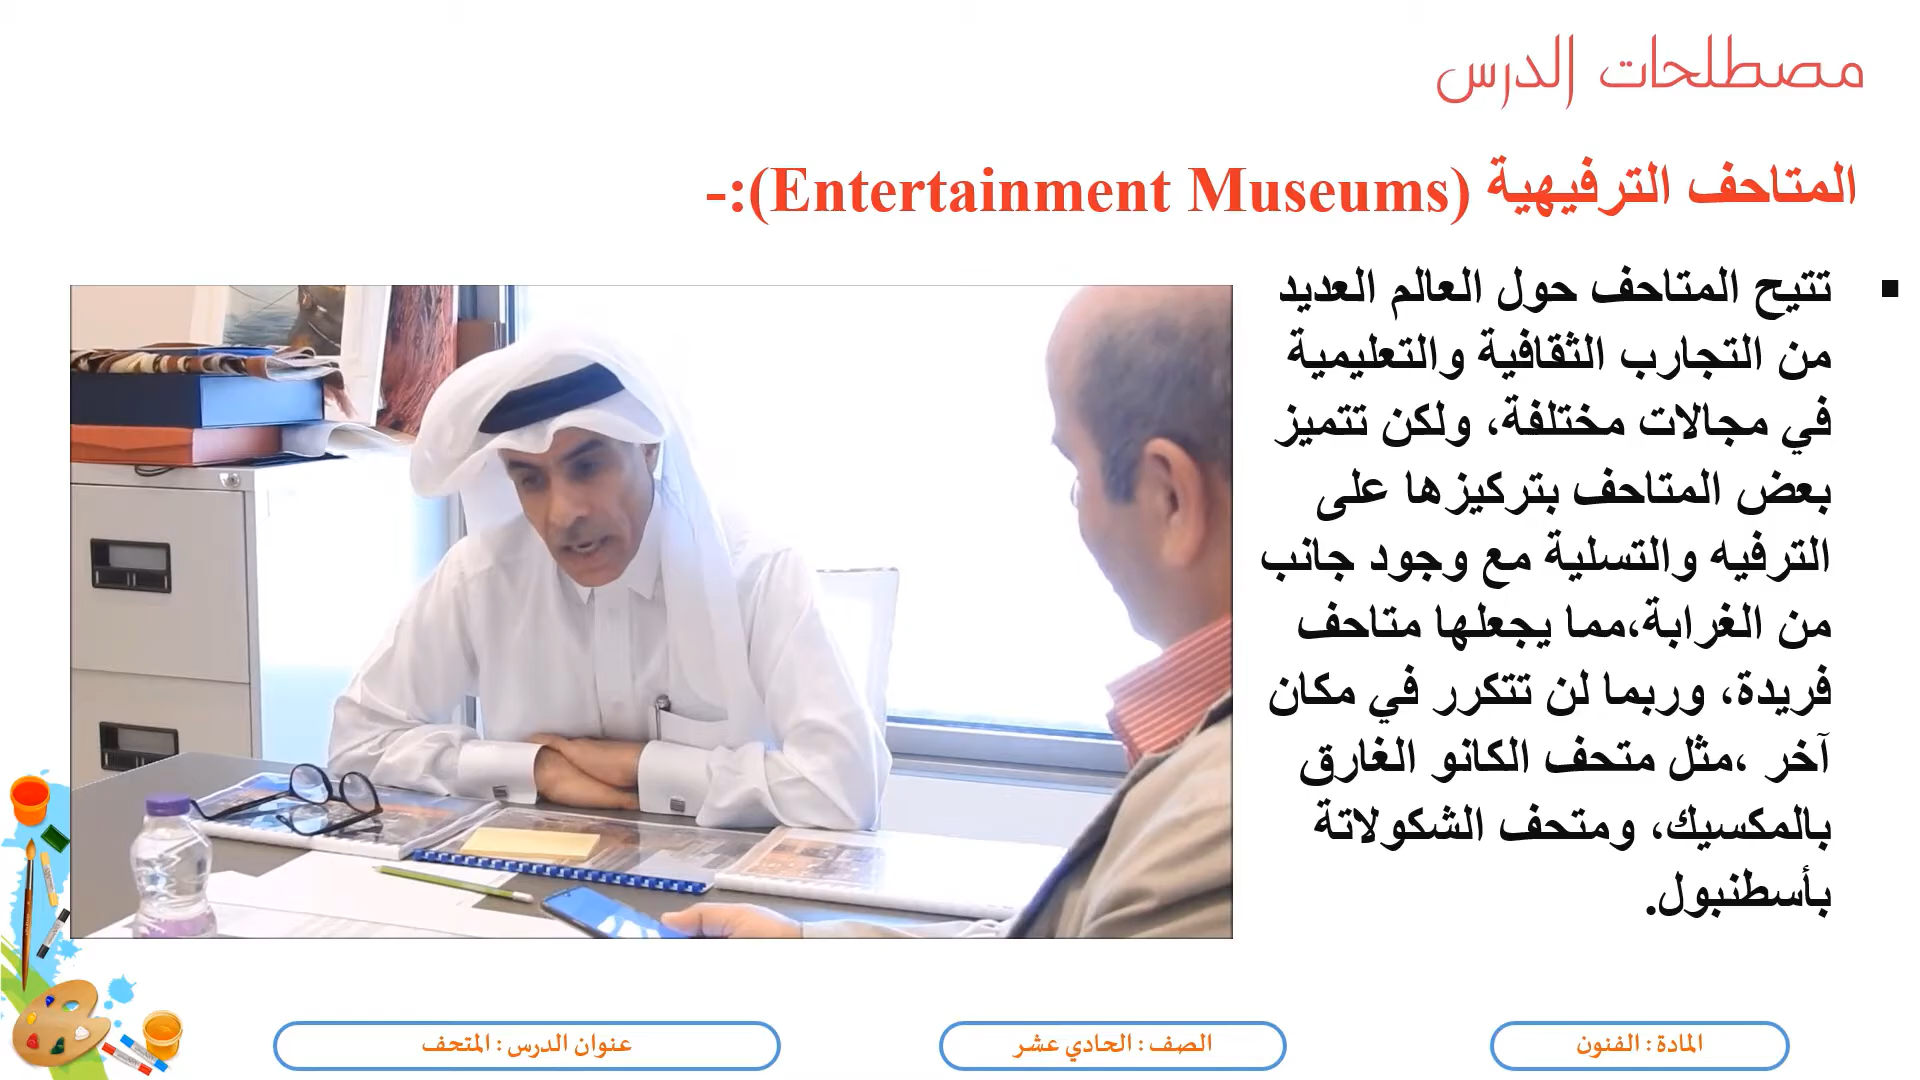 مصطلحات الدرس
المتاحف الترفيهية (Entertainment Museums):-
▪ تتيح المتاحف حول العالم العديد
من التجارب الثقافية والتعليمية
في مجالات مختلفة، ولكن تتميز
بعض المتاحف بتركيزها على
الترفيه والتسلية مع وجود جانب
من الغرابة،مما يجعلها متاحف
فريدة، وربما لن تتكرر في مكان
آخر ،مثل متحف الكانو الغارق
بالمكسيك، ومتحف الشكولاتة
بأسطنبول.
المادة : الفنون
الصف : الحادي عشر
عنوان الدرس : المتحف